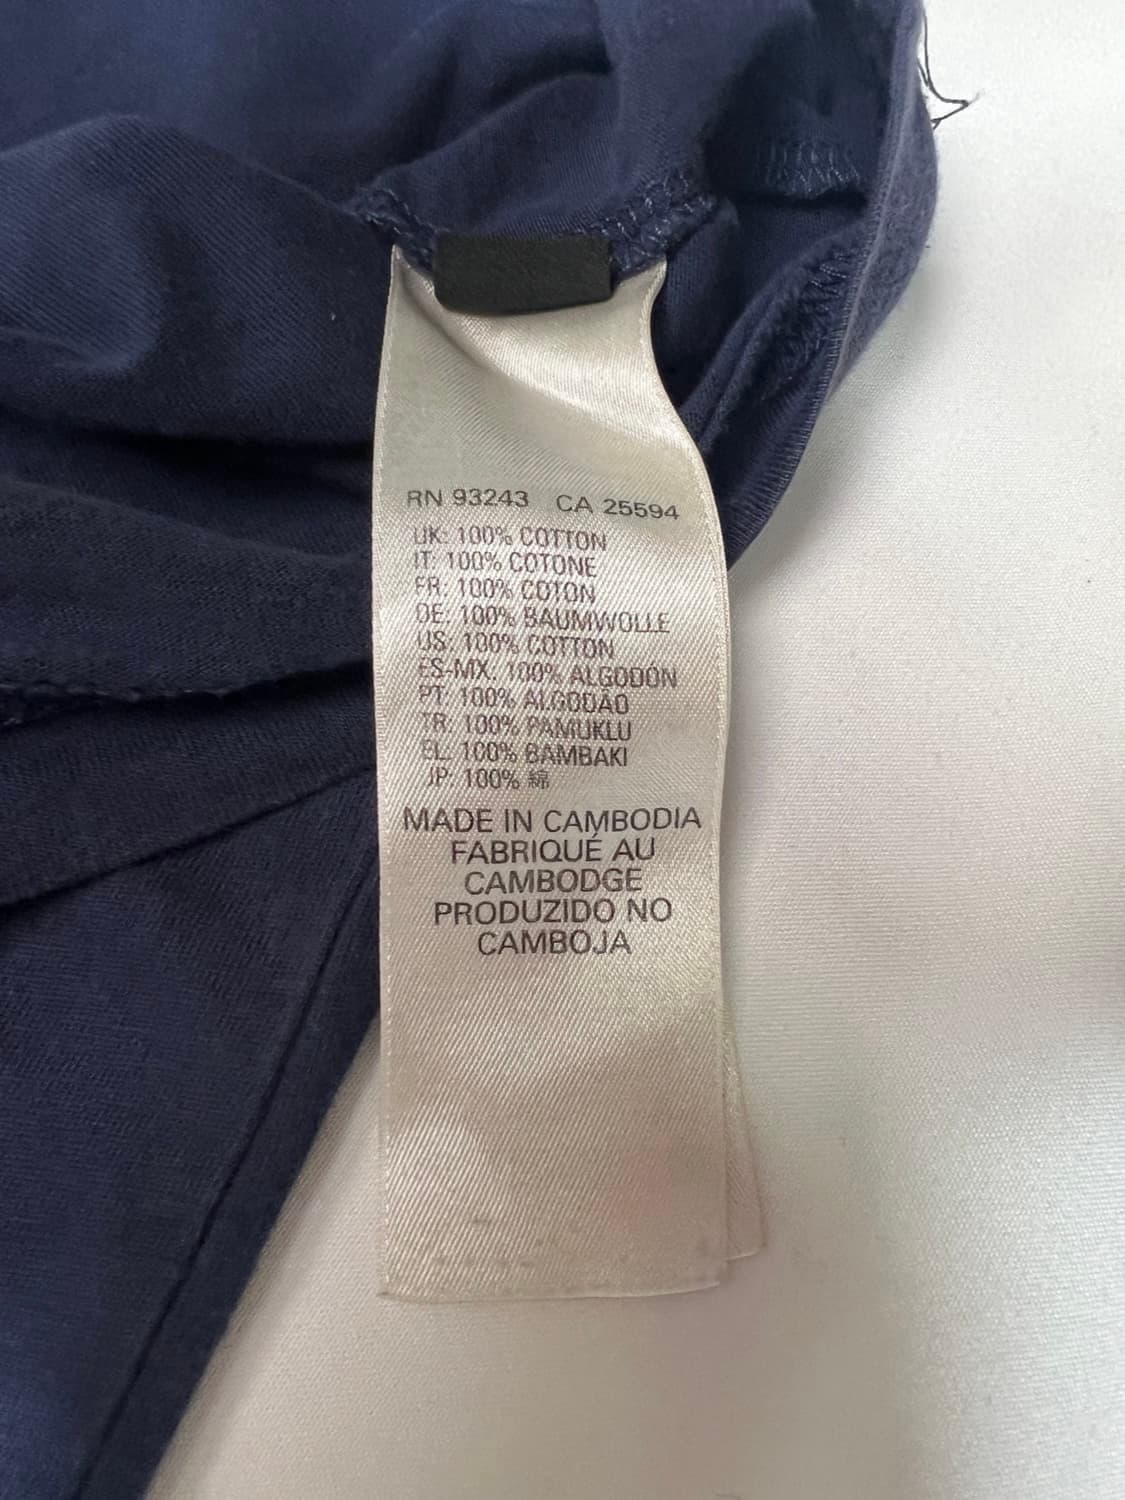 RN 93243 CA 25594
UK: 100% COTTON
IT: 100% COTONE
FR: 100% COTON
DE: 100% BAUMWOLLE
US: 100% COTTON
ES-MX: 100% ALGODÓN
PT: 100% ALGODÃO
TR: 100% PAMUKLU
EL: 100% BAMBAKI
JP: 100% 綿
MADE IN CAMBODIA
FABRIQUÉ AU
CAMBODGE
PRODUZIDO NO
CAMBOJA